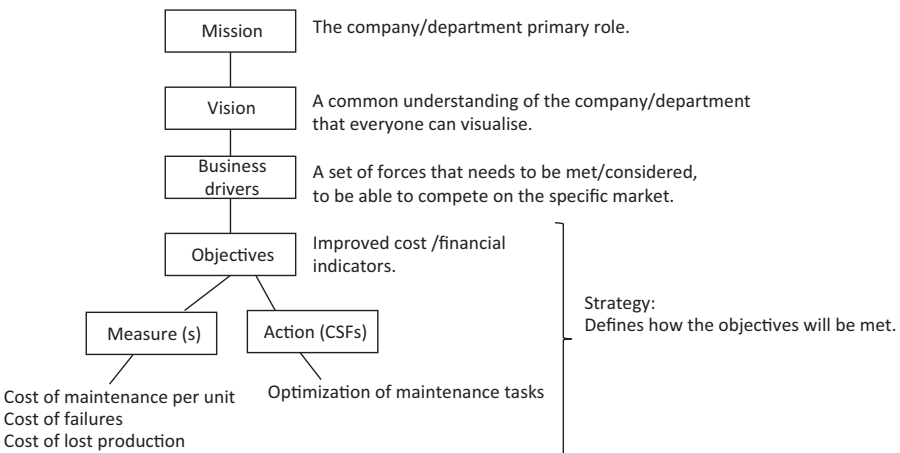 Mission
The company/department primary role.
Vision
A common understanding of the company/department
that everyone can visualise.
Business
drivers
A set of forces that needs to be met/considered,
to be able to compete on the specific market.
Objectives
Improved cost /financial
indicators.
Strategy:
Defines how the objectives will be met.
Measure (s)
Action (CSFs)
Cost of maintenance per unit
Cost of failures
Cost of lost production
Optimization of maintenance tasks